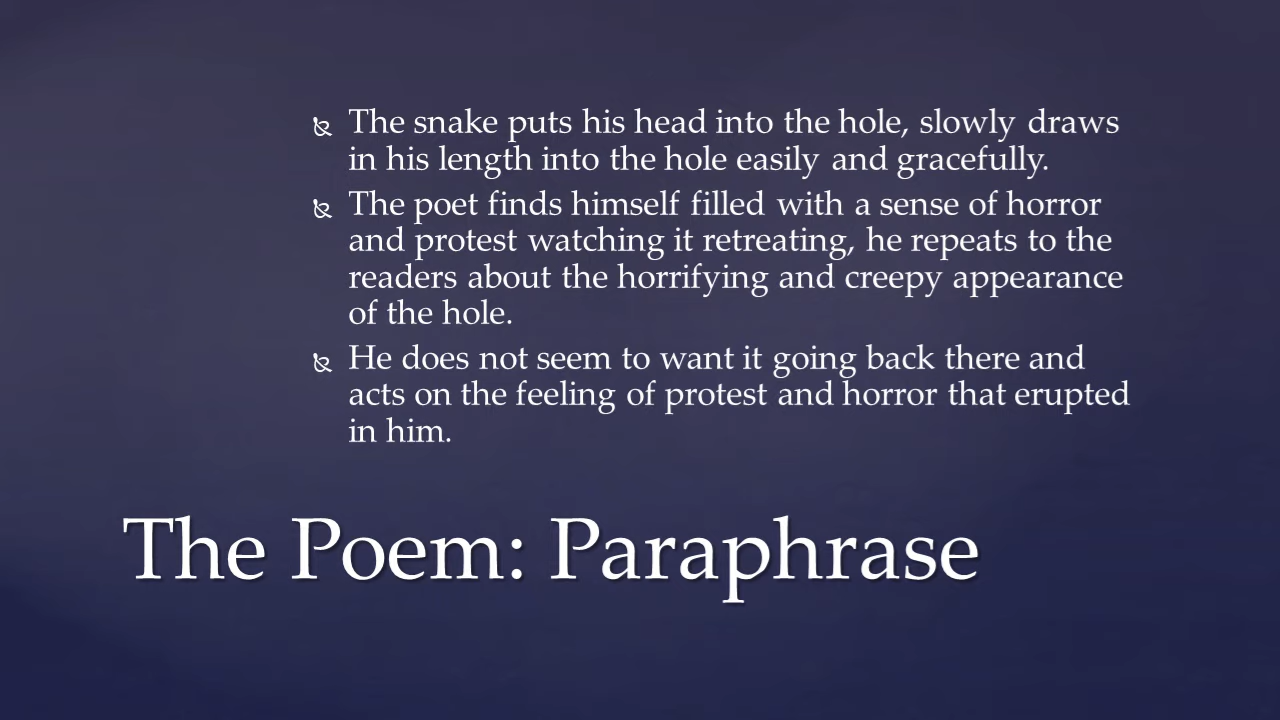 The snake puts his head into the hole, slowly draws
in his length into the hole easily and gracefully.
The poet finds himself filled with a sense of horror
and protest watching it retreating, he repeats to the
readers about the horrifying and creepy appearance
of the hole.
He does not seem to want it going back there and
acts on the feeling of protest and horror that erupted
in him.
The Poem: Paraphrase